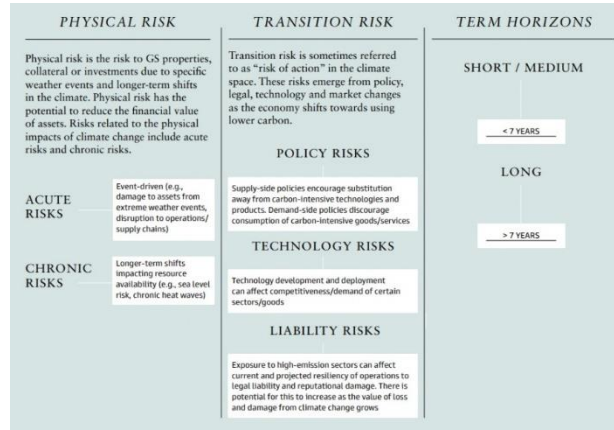 PHYSICAL RISK
Physical risk is the risk to GS properties,
collateral or investments due to specific
weather events and longer-term shifts
in the climate. Physical risk has the
potential to reduce the financial value
of assets. Risks related to the physical
impacts of climate change include acute
risks and chronic risks.
ACUTE
RISKS
Event-driven (e.g.,
damage to assets from
extreme weather events,
disruption to operations/
supply chains)
CHRONIC
RISKS
Longer-term shifts
impacting resource
availability (e.g., sea level
risk, chronic heat waves)
TRANSITION RISK
Transition risk is sometimes referred
to as “risk of action” in the climate
space. These risks emerge from policy,
legal, technology and market changes
as the economy shifts towards using
lower carbon.
POLICY RISKS
Supply-side policies encourage substitution
away from carbon-intensive technologies and
products. Demand-side policies discourage
consumption of carbon-intensive goods/services
TECHNOLOGY RISKS
Technology development and deployment
can affect competitiveness/demand of certain
sectors/goods
LIABILITY RISKS
Exposure to high-emission sectors can affect
current and projected resiliency of operations to
legal liability and reputational damage. There is
potential for this to increase as the value of loss
and damage from climate change grows
TERM HORIZONS
SHORT / MEDIUM
< 7 YEARS
LONG
> 7 YEARS